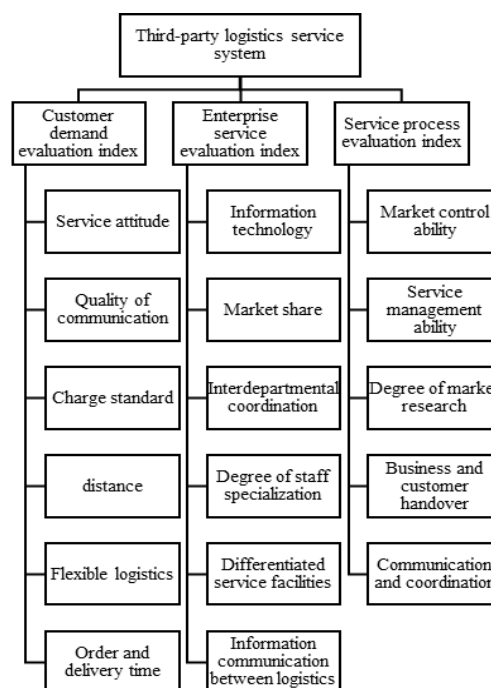 Third-party logistics service
system
Customer
demand
evaluation index
Enterprise
service
evaluation index
Service process
evaluation index
Service attitude
Quality of
communication
Charge standard
distance
Flexible logistics
Order and
delivery time
Information
technology
Market share
Interdepartmental
coordination
Degree of staff
specialization
Differentiated
service facilities
Information
communication
between logistics
Market control
ability
Service
management
ability
Degree of market
research
Business and
customer
handover
Communication
and coordination